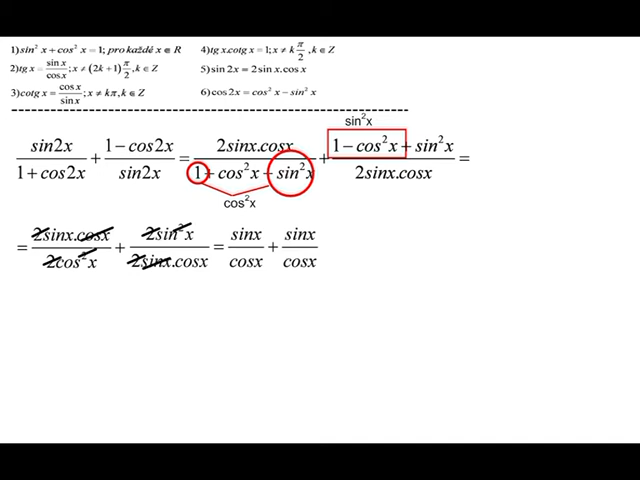 1) sin² x + cos² x = 1; pro každé x ∈ R
2) tg x = sin x / cos x; x ≠ (2k + 1) π/2, k ∈ Z
3) cotg x = cos x / sin x; x ≠ kπ, k ∈ Z
4) tg x.cotg x = 1; x ≠ k π/2, k ∈ Z
5) sin 2x = 2 sin x. cos x
6) cos 2x = cos² x − sin² x
sin²x
sin2x / 1+cos2x + 1−cos2x / sin2x = 2sinx.cosx / 1+cos²x−sin²x + 1−cos²x+sin²x / 2sinx.cosx =
cos²x
= 2sinx.cosx / 2cos²x + 2sin²x / 2sinx.cosx = sinx / cosx + sinx / cosx